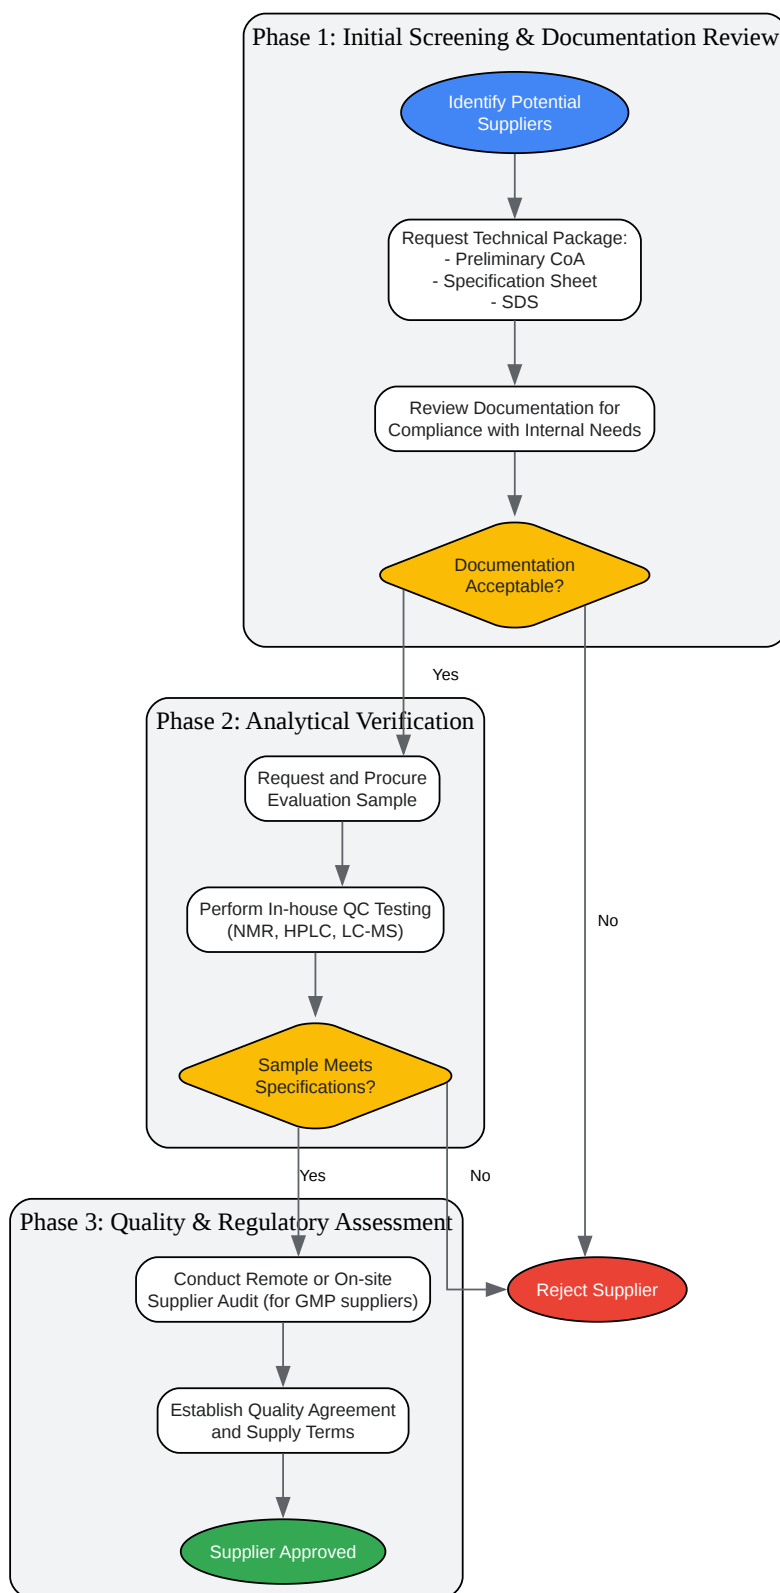 Phase 1: Initial Screening & Documentation Review
Identify Potential
Suppliers
Request Technical Package:
- Preliminary CoA
- Specification Sheet
- SDS
Review Documentation for
Compliance with Internal Needs
Documentation
Acceptable?
Yes
Phase 2: Analytical Verification
Request and Procure
Evaluation Sample
Perform In-house QC Testing
(NMR, HPLC, LC-MS)
No
Sample Meets
Specifications?
Yes
No
Phase 3: Quality & Regulatory Assessment
Conduct Remote or On-site
Supplier Audit (for GMP suppliers)
Reject Supplier
Establish Quality Agreement
and Supply Terms
Supplier Approved